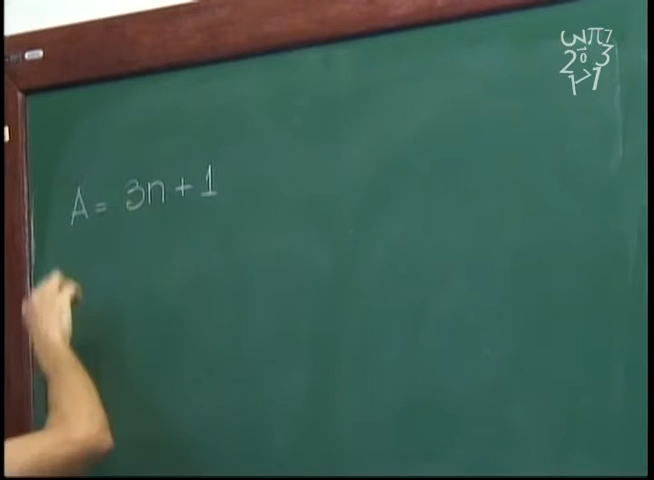 A = 3n + 1